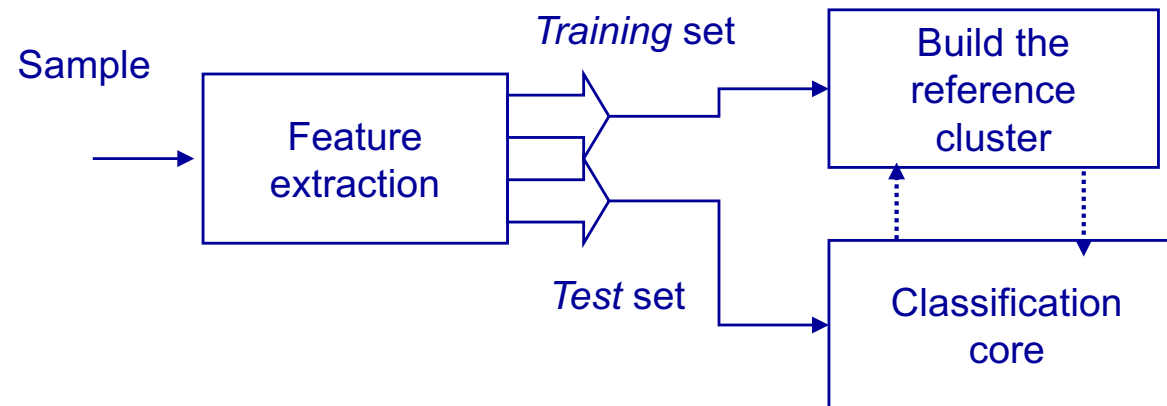 Sample
Feature
extraction
Training set
Test set
Build the
reference
cluster
Classification
core